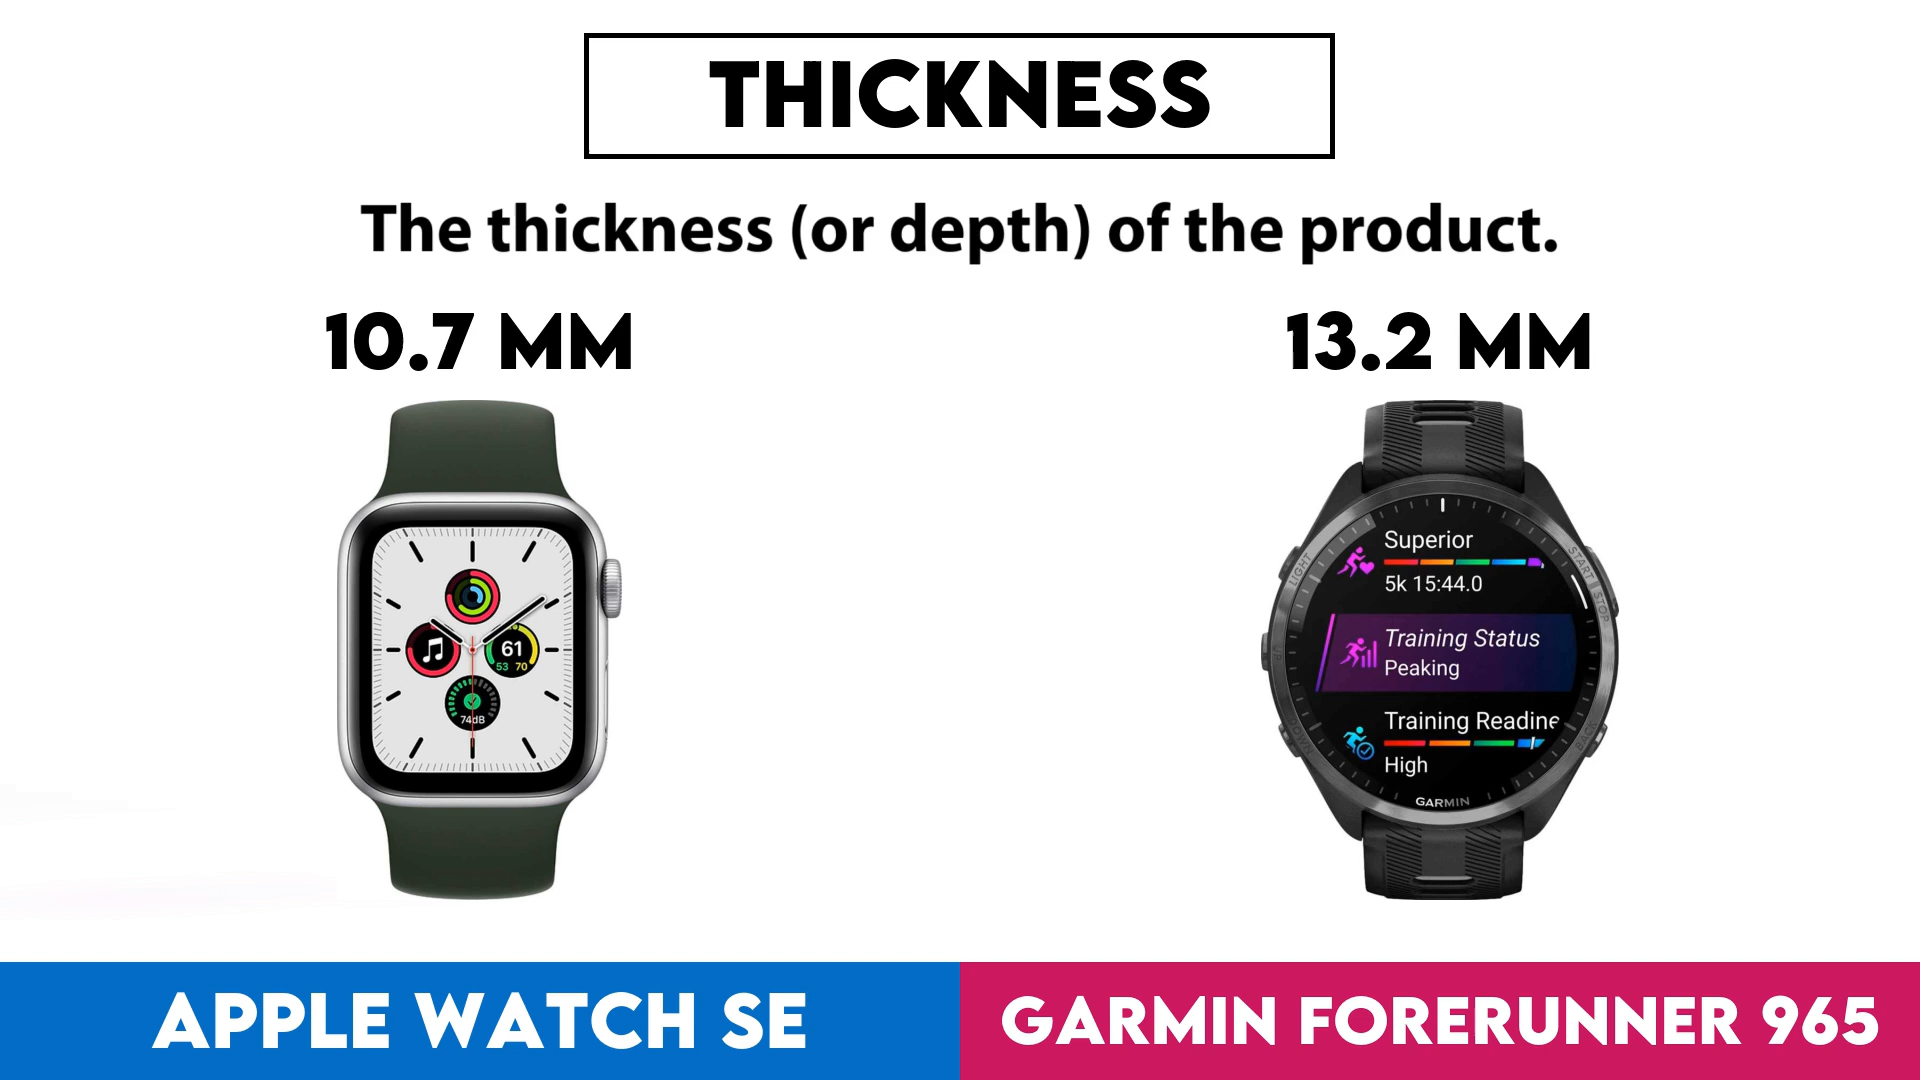 THICKNESS
The thickness (or depth) of the product.
10.7 MM
13.2 MM
61
53 70
74dB
LIGHT
START STOP
Superior
5k 15:44.0
Training Status
Peaking
Training Readine
High
DOWN
BACK
GARMIN
APPLE WATCH SE
GARMIN FORERUNNER 965